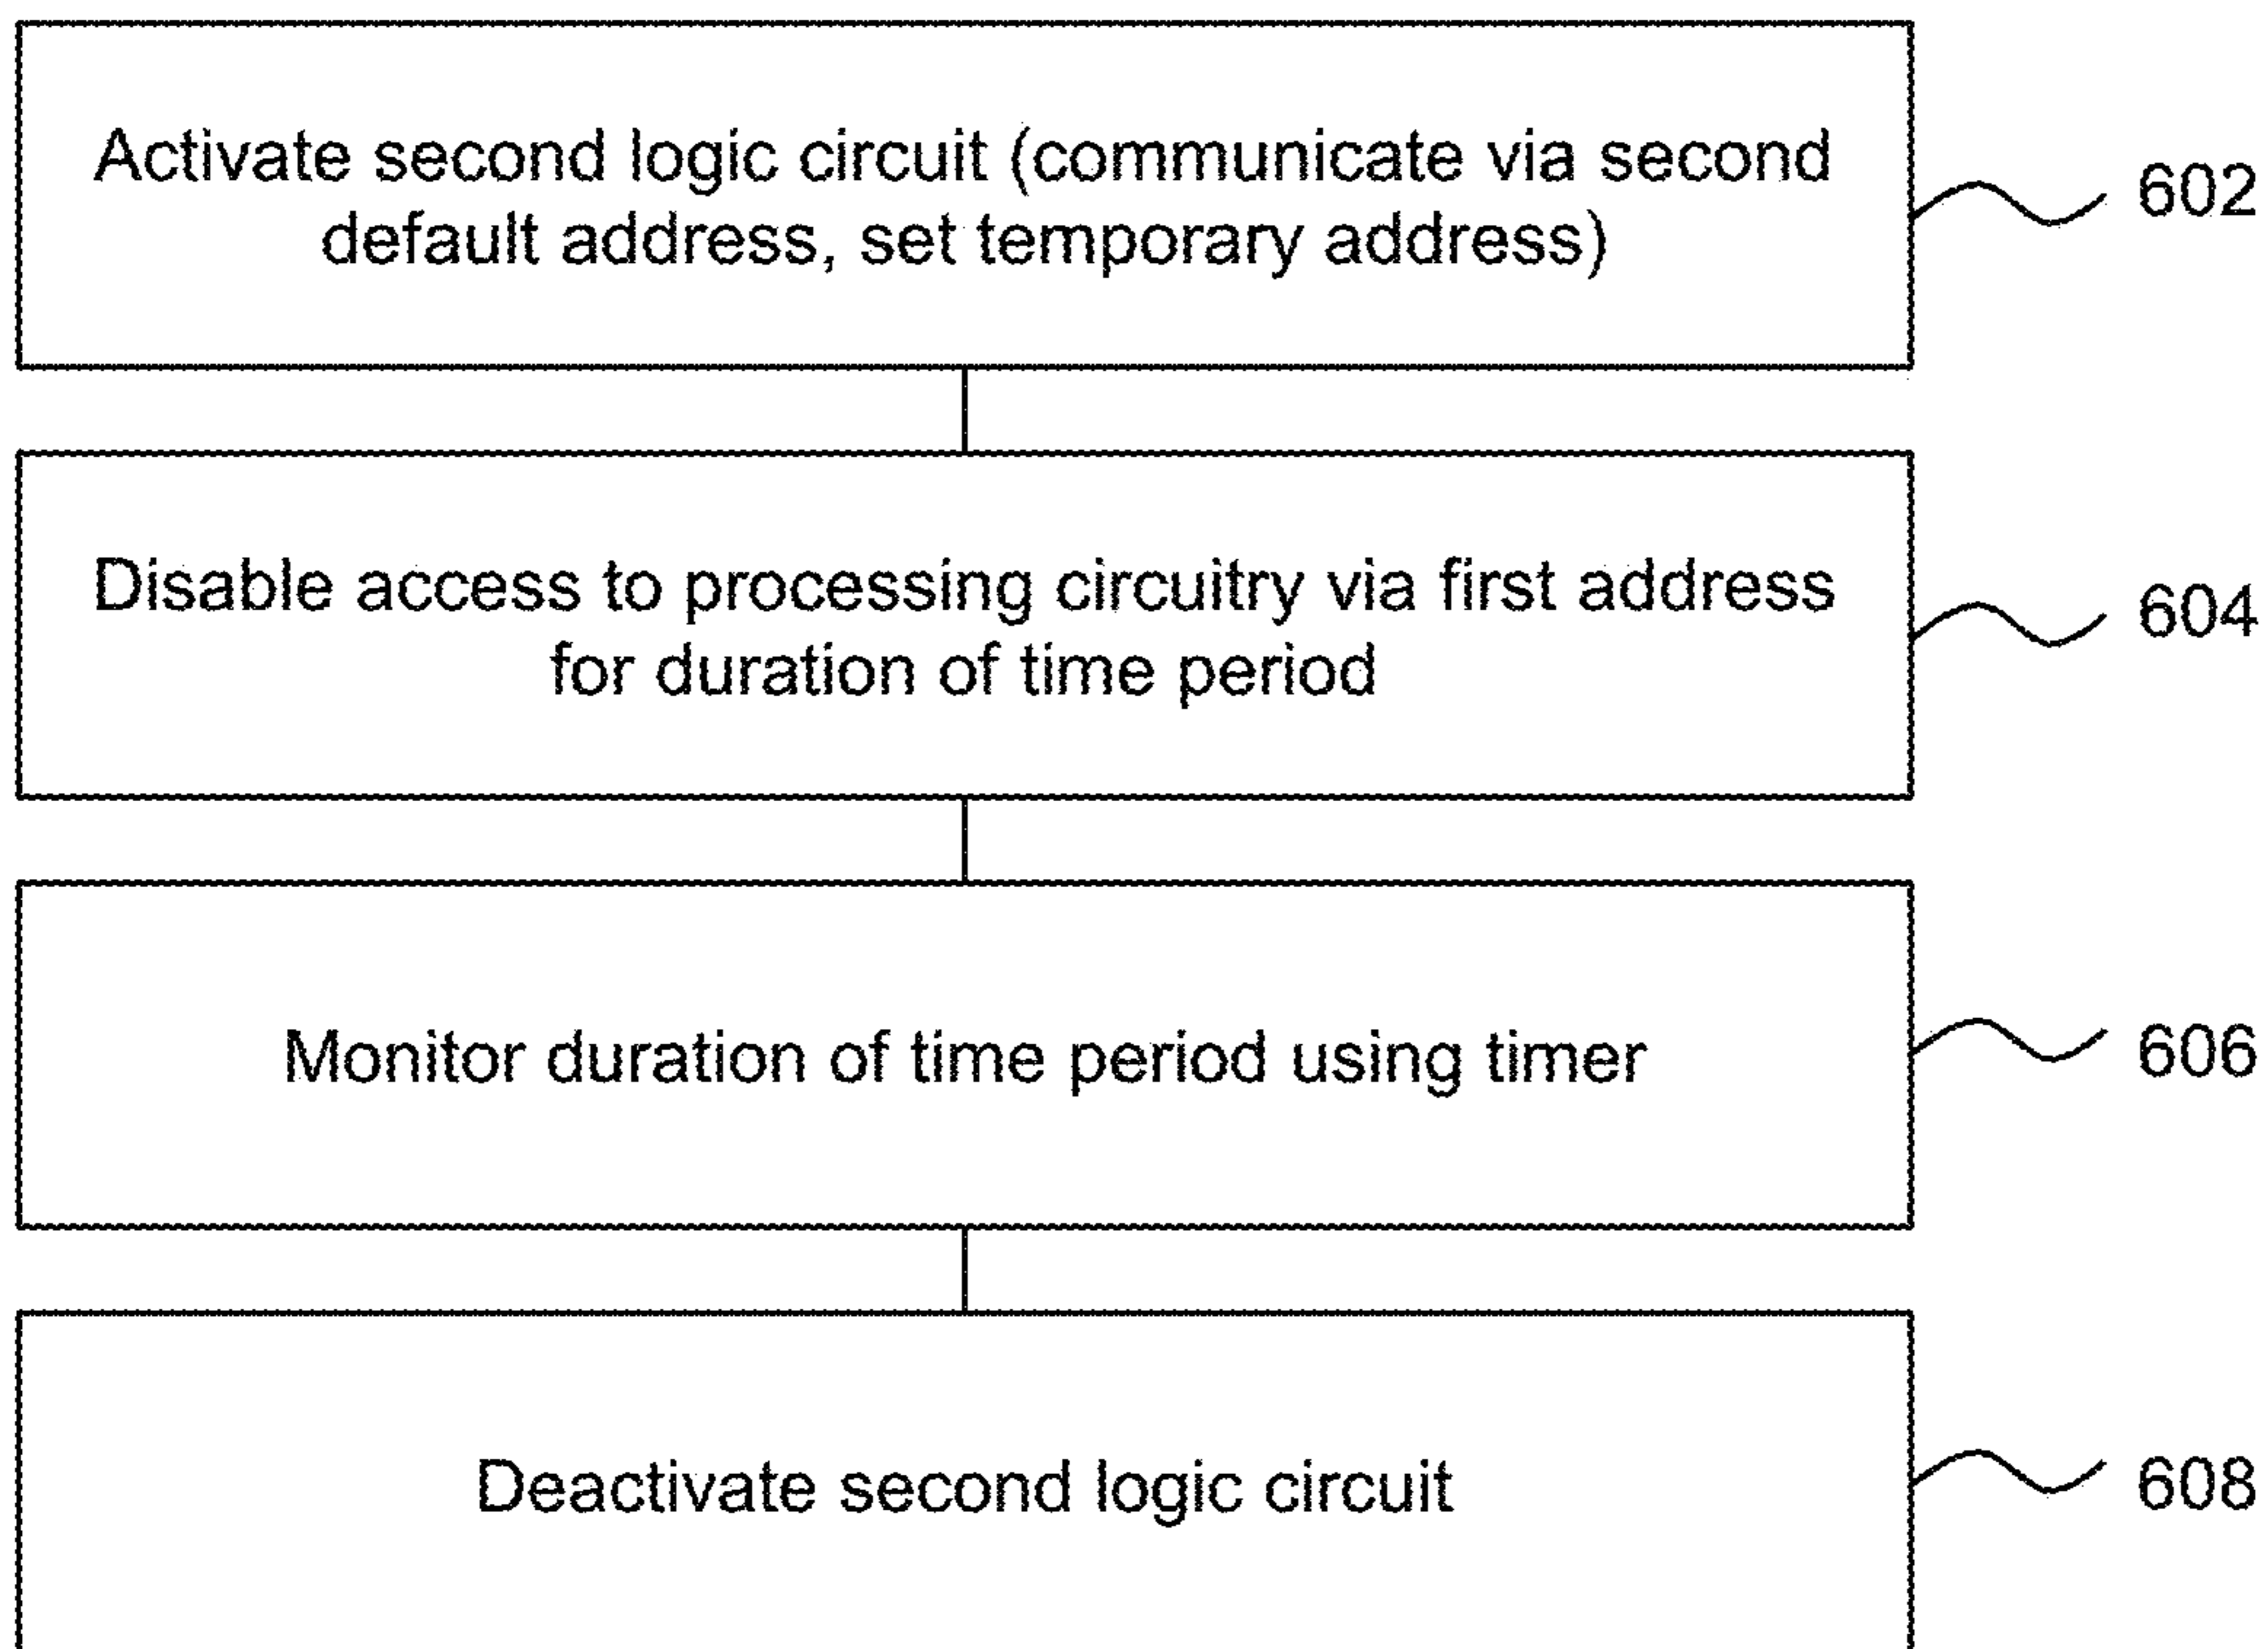 Activate second logic circuit (communicate via second
default address, set temporary address)
602
Disable access to processing circuitry via first address
for duration of time period
604
Monitor duration of time period using timer
606
Deactivate second logic circuit
608